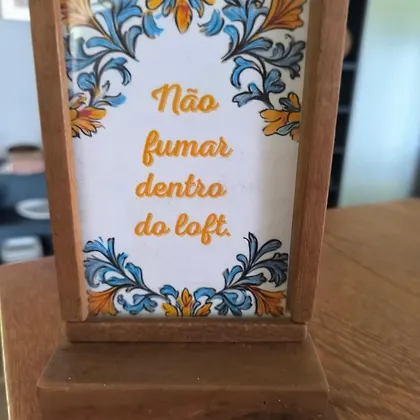 Não
fumar
dentro
do loft.